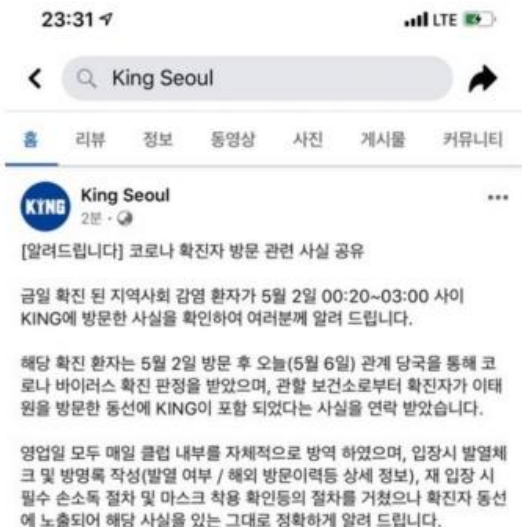 23:31
LTE
King Seoul
홈 리뷰 정보 동영상 사진 게시물 커뮤니티
KING
King Seoul
2분 ·
[알려드립니다] 코로나 확진자 방문 관련 사실 공유
금일 확진 된 지역사회 감염 환자가 5월 2일 00:20~03:00 사이
KING에 방문한 사실을 확인하여 여러분께 알려 드립니다.
해당 확진 환자는 5월 2일 방문 후 오늘(5월 6일) 관계 당국을 통해 코
로나 바이러스 확진 판정을 받았으며, 관할 보건소로부터 확진자가 이태
원을 방문한 동선에 KING이 포함 되었다는 사실을 연락 받았습니다.
영업일 모두 매일 클럽 내부를 자체적으로 방역 하였으며, 입장시 발열체
크 및 방명록 작성(발열 여부 / 해외 방문이력등 상세 정보), 재 입장 시
필수 손소독 절차 및 마스크 착용 확인등의 절차를 거쳤으나 확진자 동선
에 노출되어 해당 사실을 있는 그대로 정확하게 알려 드립니다.